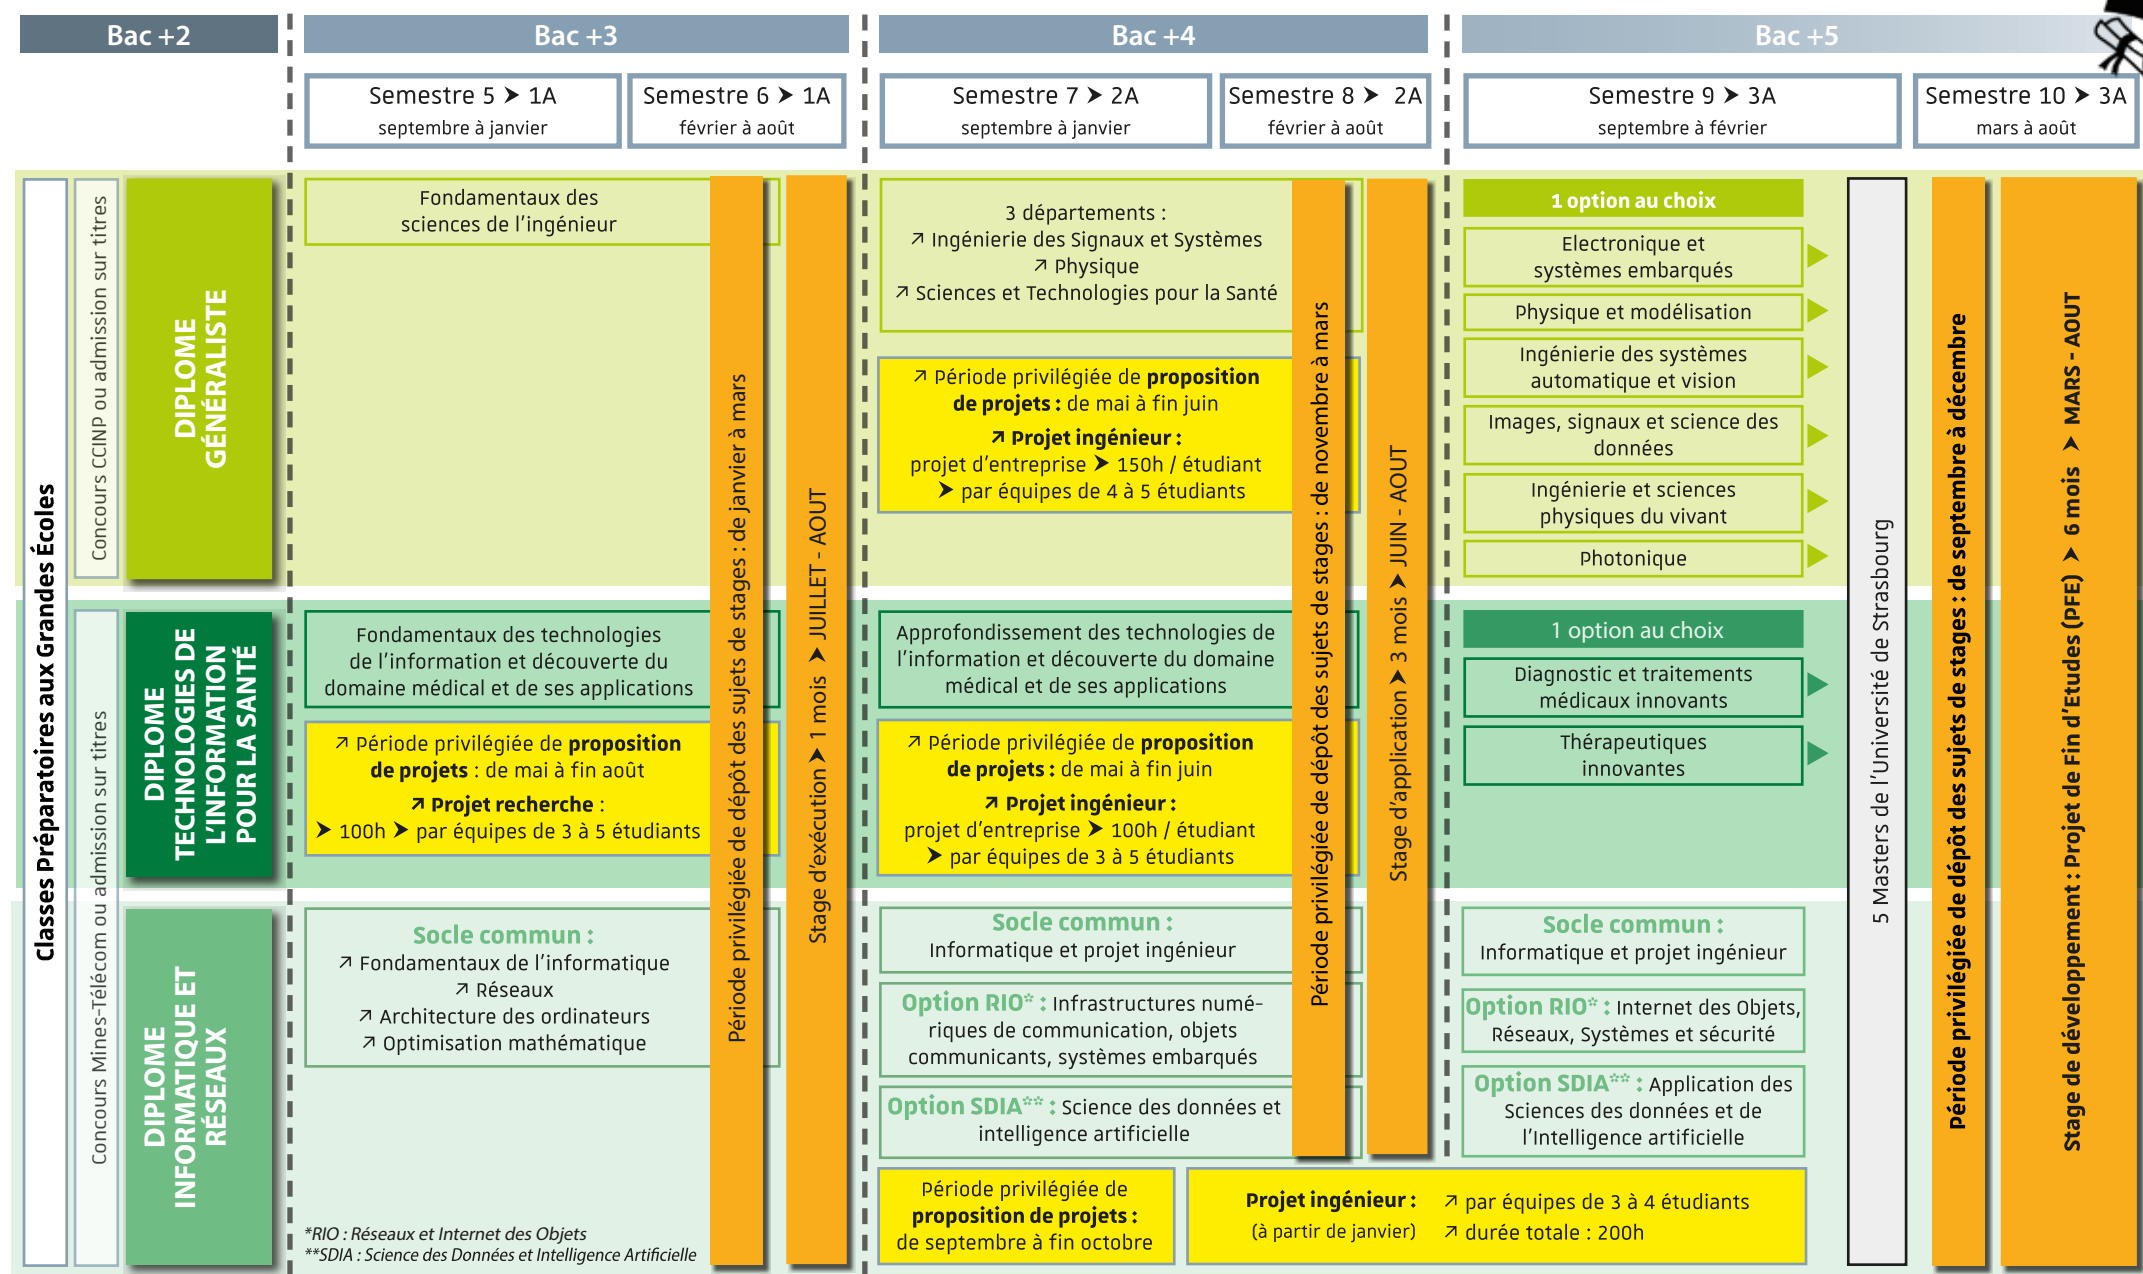 Bac +2
Bac +3
Bac +4
Bac +5
Semestre 5 ➤ 1A
septembre à janvier
Semestre 6 ➤ 1A
février à août
Semestre 7 ➤ 2A
septembre à janvier
Semestre 8 ➤ 2A
février à août
Semestre 9 ➤ 3A
septembre à février
Semestre 10 ➤ 3A
mars à août
Classes Préparatoires aux Grandes Écoles
Concours CCINP ou admission sur titres
DIPLOME
GÉNÉRALISTE
Fondamentaux des
sciences de l'ingénieur
Période privilégiée de dépôt des sujets de stages : de janvier à mars
Stage d'exécution ➤ 1 mois ➤ JUILLET - AOUT
3 départements :
↗ Ingénierie des Signaux et Systèmes
↗ Physique
↗ Sciences et Technologies pour la Santé
↗ Période privilégiée de proposition
de projets : de mai à fin juin
↗ Projet ingénieur :
projet d'entreprise ➤ 150h / étudiant
➤ par équipes de 4 à 5 étudiants
Période privilégiée de dépôt des sujets de stages : de novembre à mars
Stage d'application ➤ 3 mois ➤ JUIN - AOUT
1 option au choix
Electronique et
systèmes embarqués
Physique et modélisation
Ingénierie des systèmes
automatique et vision
Images, signaux et science des
données
Ingénierie et sciences
physiques du vivant
Photonique
5 Masters de l'Université de Strasbourg
Période privilégiée de dépôt des sujets de stages : de septembre à décembre
Stage de développement : Projet de Fin d'Etudes (PFE) ➤ 6 mois ➤ MARS - AOUT
Concours Mines-Télécom ou admission sur titres
DIPLOME
TECHNOLOGIES DE
L'INFORMATION
POUR LA SANTÉ
Fondamentaux des technologies
de l'information et découverte du
domaine médical et de ses applications
↗ Période privilégiée de proposition
de projets : de mai à fin août
↗ Projet recherche :
➤ 100h ➤ par équipes de 3 à 5 étudiants
Approfondissement des technologies de
l'information et découverte du domaine
médical et de ses applications
↗ Période privilégiée de proposition
de projets : de mai à fin juin
↗ Projet ingénieur :
projet d'entreprise ➤ 100h / étudiant
➤ par équipes de 3 à 5 étudiants
1 option au choix
Diagnostic et traitements
médicaux innovants
Thérapeutiques
innovantes
DIPLOME
INFORMATIQUE ET
RÉSEAUX
Socle commun :
↗ Fondamentaux de l'informatique
↗ Réseaux
↗ Architecture des ordinateurs
↗ Optimisation mathématique
Socle commun :
Informatique et projet ingénieur
Option RIO* : Infrastructures numé-
riques de communication, objets
communicants, systèmes embarqués
Option SDIA** : Science des données et
intelligence artificielle
Socle commun :
Informatique et projet ingénieur
Option RIO* : Internet des Objets,
Réseaux, Systèmes et sécurité
Option SDIA** : Application des
Sciences des données et de
l'Intelligence artificielle
Période privilégiée de
proposition de projets :
de septembre à fin octobre
Projet ingénieur :
(à partir de janvier)
↗ par équipes de 3 à 4 étudiants
↗ durée totale : 200h
*RIO : Réseaux et Internet des Objets
**SDIA : Science des Données et Intelligence Artificielle